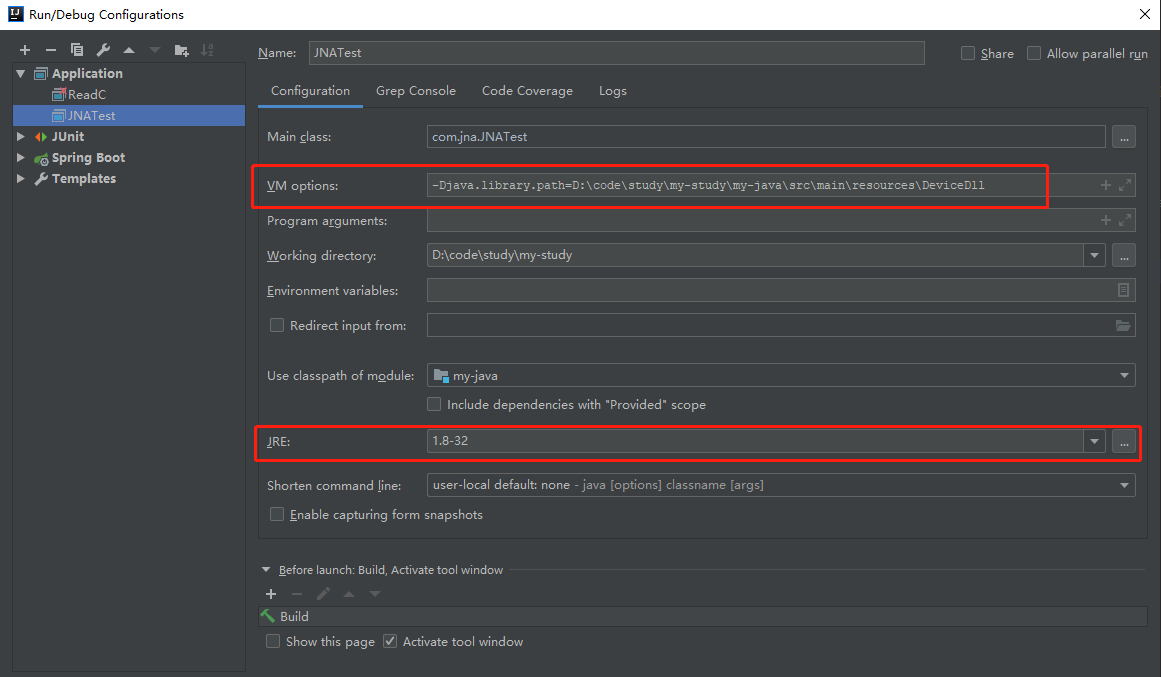 Run/Debug Configurations
Name: JNATest Share Allow parallel run
Application
ReadC
JNATest
JUnit
Spring Boot
Templates
Configuration Grep Console Code Coverage Logs
Main class: com.jna.JNATest ...
VM options: -Djava.library.path=D:\code\study\my-study\my-java\src\main\resources\DeviceDll
Program arguments:
Working directory: D:\code\study\my-study ...
Environment variables:
Redirect input from:
Use classpath of module: my-java
Include dependencies with "Provided" scope
JRE: 1.8-32 ...
Shorten command line: user-local default: none - java [options] classname [args]
Enable capturing form snapshots
Before launch: Build, Activate tool window
Build
Show this page Activate tool window